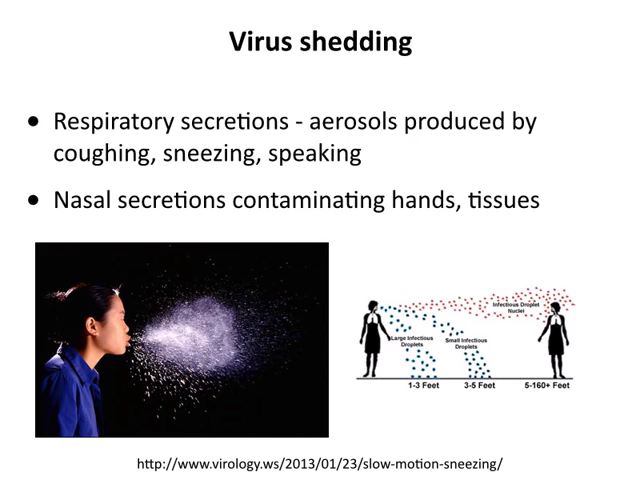 Virus shedding
• Respiratory secretions - aerosols produced by
coughing, sneezing, speaking
• Nasal secretions contaminating hands, tissues
Infectious Droplet
Nuclei
Large Infectious
Droplets
Small Infectious
Droplets
1-3 Feet
3-5 Feet
5-160+ Feet
http://www.virology.ws/2013/01/23/slow-motion-sneezing/